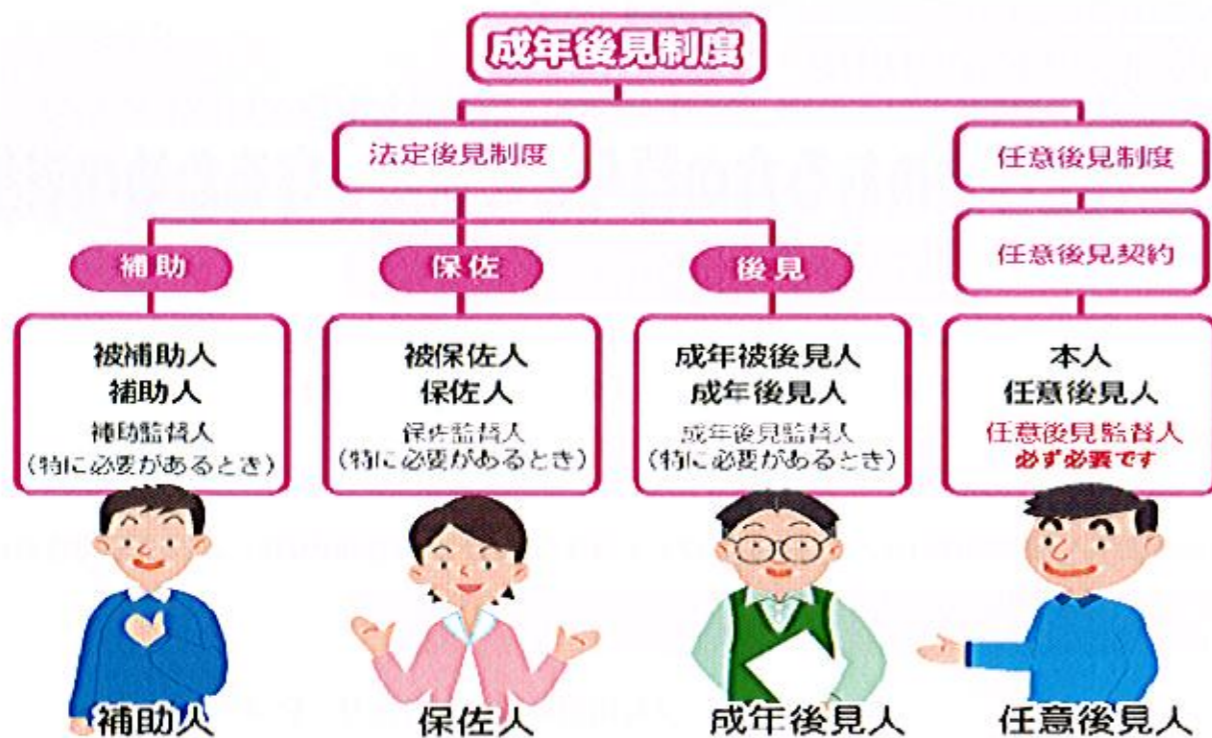 成年後見制度
法定後見制度
任意後見制度
任意後見契約
補助
保佐
後見
被補助人
補助人
補助監督人
(特に必要があるとき)
被保佐人
保佐人
保佐監督人
(特に必要があるとき)
成年被後見人
成年後見人
成年後見監督人
(特に必要があるとき)
本人
任意後見人
任意後見監督人
必ず必要です
補助人
保佐人
成年後見人
任意後見人